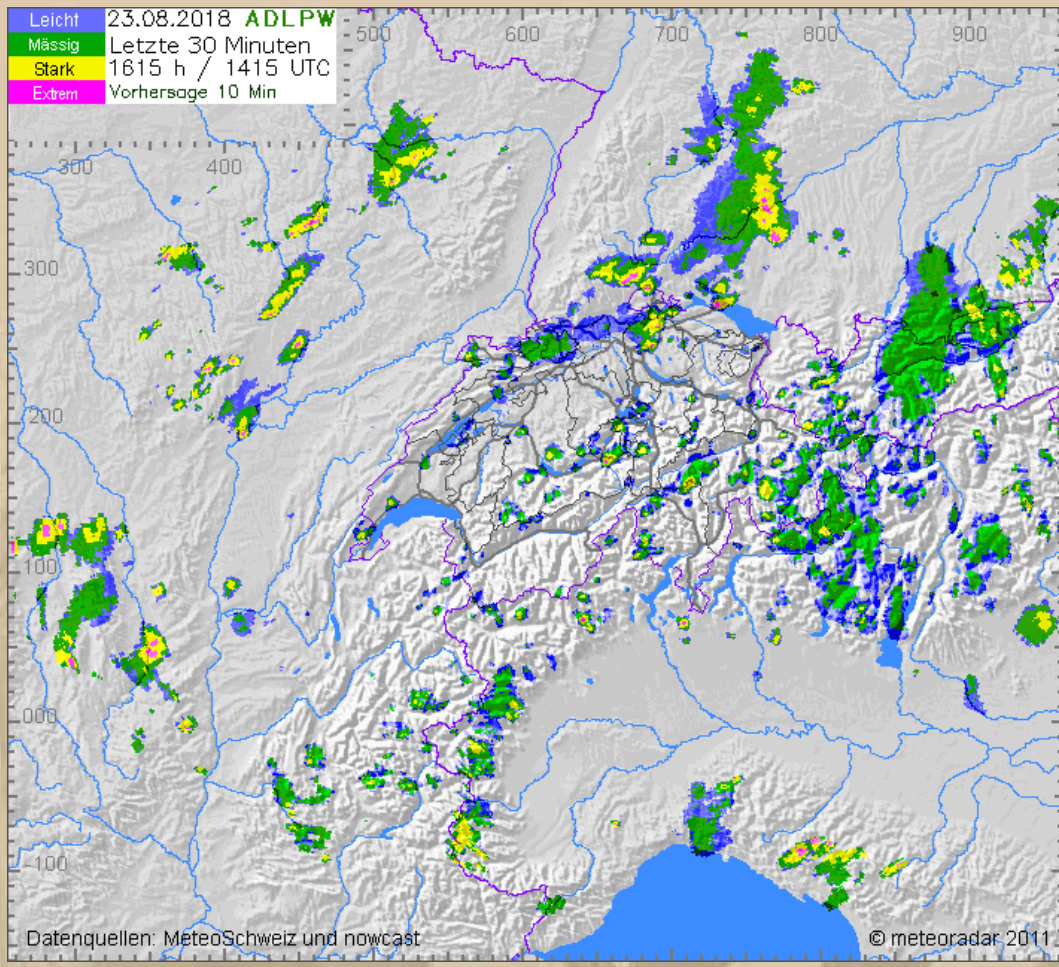 Leicht 23.08.2018 ADLPW
Mässig Letzte 30 Minuten
Stark 1615 h / 1415 UTC
Extrem Vorhersage 10 Min
500 600 700 800 900
300 400
300
200
100
000
-100
Datenquellen: MeteoSchweiz und nowcast © meteoradar 2011